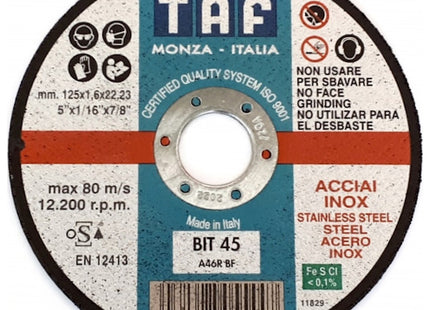 TAF
MONZA - ITALIA
CERTIFIED QUALITY SYSTEM ISO 9001
mm. 125x1,6x22,23
5"x1/16"x7/8"
NON USARE
PER SBAVARE
NO FACE
GRINDING
NO UTILIZAR PARA
EL DESBASTE
2022
max 80 m/s
12.200 r.p.m.
oSa
EN 12413
Made in Italy
BIT 45
A46R BF
ACCIAI
INOX
STAINLESS STEEL
STEEL
ACERO
INOX
Fe S Cl
< 0,1%
11829